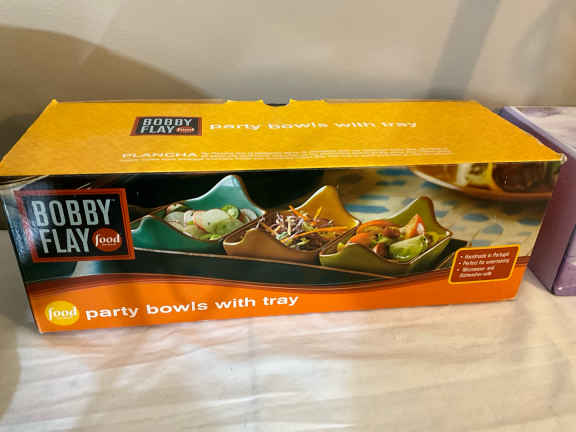 BOBBY
FLAY food
party bowls with tray
PLANCHA
BOBBY
FLAY food
• Handmade in Portugal
• Perfect for entertaining
• Microwave and
Dishwasher-safe
food party bowls with tray